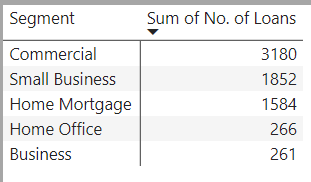 Segment Sum of No. of Loans
Commercial 3180
Small Business 1852
Home Mortgage 1584
Home Office 266
Business 261